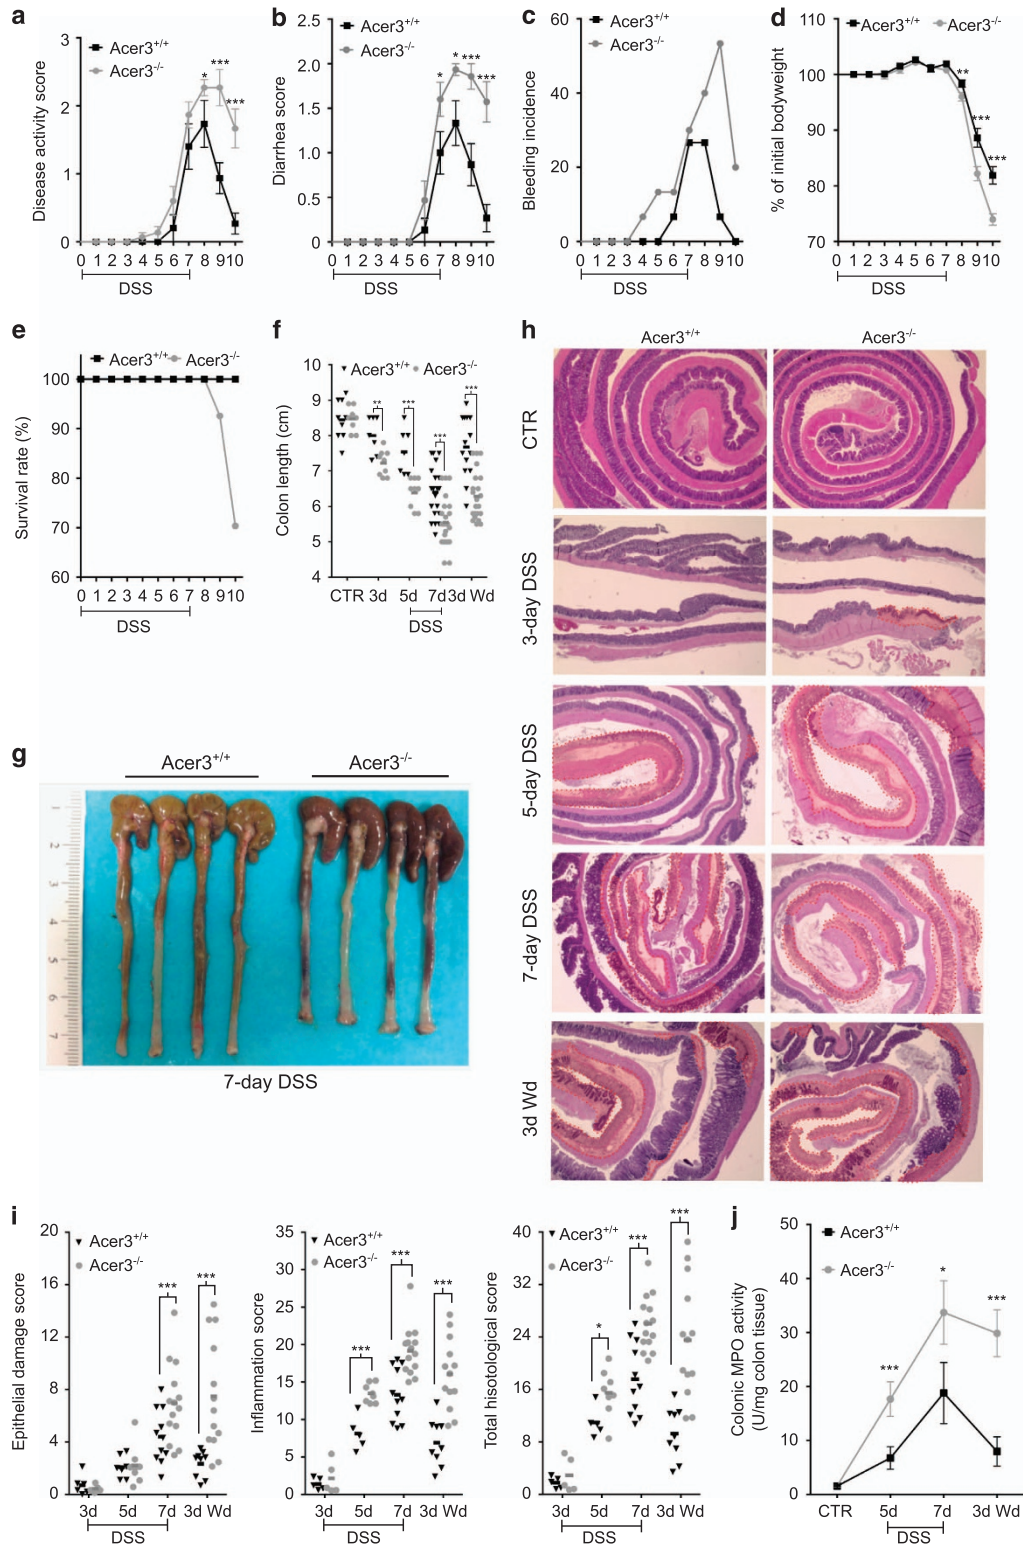 a
Disease activity score
3
2
1
0
Acer3+/+
Acer3-/-
*
***
***
0 1 2 3 4 5 6 7 8 9 10
DSS
b
Diarrhea score
2.5
2.0
1.5
1.0
0.5
0
Acer3+/+
Acer3-/-
*
*
***
***
0 1 2 3 4 5 6 7 8 9 10
DSS
c
Bleeding incidence
60
40
20
0
Acer3+/+
Acer3-/-
0 1 2 3 4 5 6 7 8 9 10
DSS
d
% of initial bodyweight
110
100
90
80
70
Acer3+/+ Acer3-/-
**
***
***
0 1 2 3 4 5 6 7 8 9 10
DSS
e
Survival rate (%)
100
90
80
70
60
Acer3+/+ Acer3-/-
0 1 2 3 4 5 6 7 8 9 10
DSS
f
Colon length (cm)
10
9
8
7
6
5
4
Acer3+/+ Acer3-/-
**
***
***
***
CTR 3d 5d 7d 3d Wd
DSS
g
Acer3+/+ Acer3-/-
1
2
3
4
5
6
7
7-day DSS
h
Acer3+/+ Acer3-/-
CTR
3-day DSS
5-day DSS
7-day DSS
3d Wd
i
Epithelial damage score
20
16
12
8
4
0
Acer3+/+
Acer3-/-
***
***
3d 5d 7d 3d Wd
DSS
Inflammation score
35
30
25
20
15
10
5
0
Acer3+/+
Acer3-/-
***
***
***
3d 5d 7d 3d Wd
DSS
Total hisotological score
40
32
24
16
8
0
Acer3+/+
Acer3-/-
*
***
***
3d 5d 7d 3d Wd
DSS
j
Colonic MPO activity
(U/mg colon tissue)
50
40
30
20
10
0
Acer3+/+
Acer3-/-
***
*
***
CTR 5d 7d 3d Wd
DSS